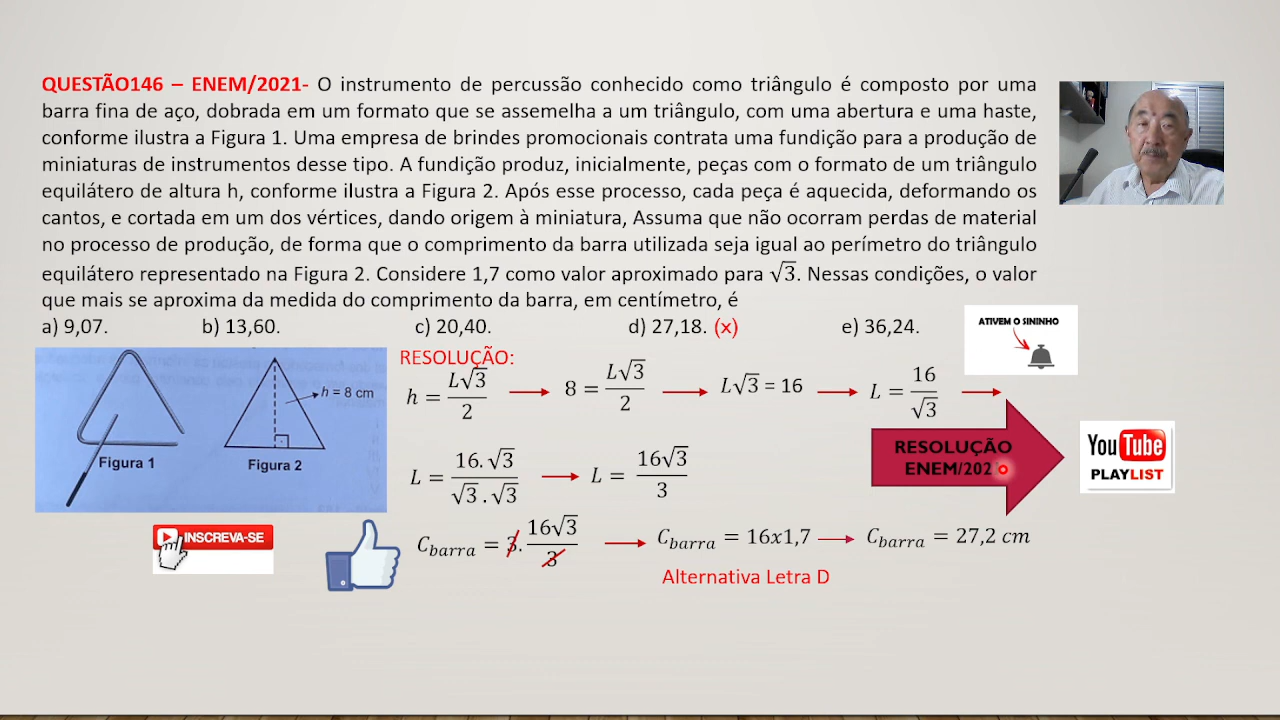 QUESTÃO146 – ENEM/2021- O instrumento de percussão conhecido como triângulo é composto por uma
barra fina de aço, dobrada em um formato que se assemelha a um triângulo, com uma abertura e uma haste,
conforme ilustra a Figura 1. Uma empresa de brindes promocionais contrata uma fundição para a produção de
miniaturas de instrumentos desse tipo. A fundição produz, inicialmente, peças com o formato de um triângulo
equilátero de altura h, conforme ilustra a Figura 2. Após esse processo, cada peça é aquecida, deformando os
cantos, e cortada em um dos vértices, dando origem à miniatura, Assuma que não ocorram perdas de material
no processo de produção, de forma que o comprimento da barra utilizada seja igual ao perímetro do triângulo
equilátero representado na Figura 2. Considere 1,7 como valor aproximado para √3. Nessas condições, o valor
que mais se aproxima da medida do comprimento da barra, em centímetro, é
a) 9,07. b) 13,60. c) 20,40. d) 27,18. (x) e) 36,24.
ATIVEM O SININHO
RESOLUÇÃO:
h = L√3/2 → 8 = L√3/2 → L√3 = 16 → L = 16/√3 →
h = 8 cm
Figura 1
Figura 2
L = 16.√3/√3.√3 → L = 16√3/3
RESOLUÇÃO
ENEM/202
YouTube
PLAYLIST
INSCREVA-SE
C_barra = 3.16√3/3 → C_barra = 16x1,7 → C_barra = 27,2 cm
Alternativa Letra D